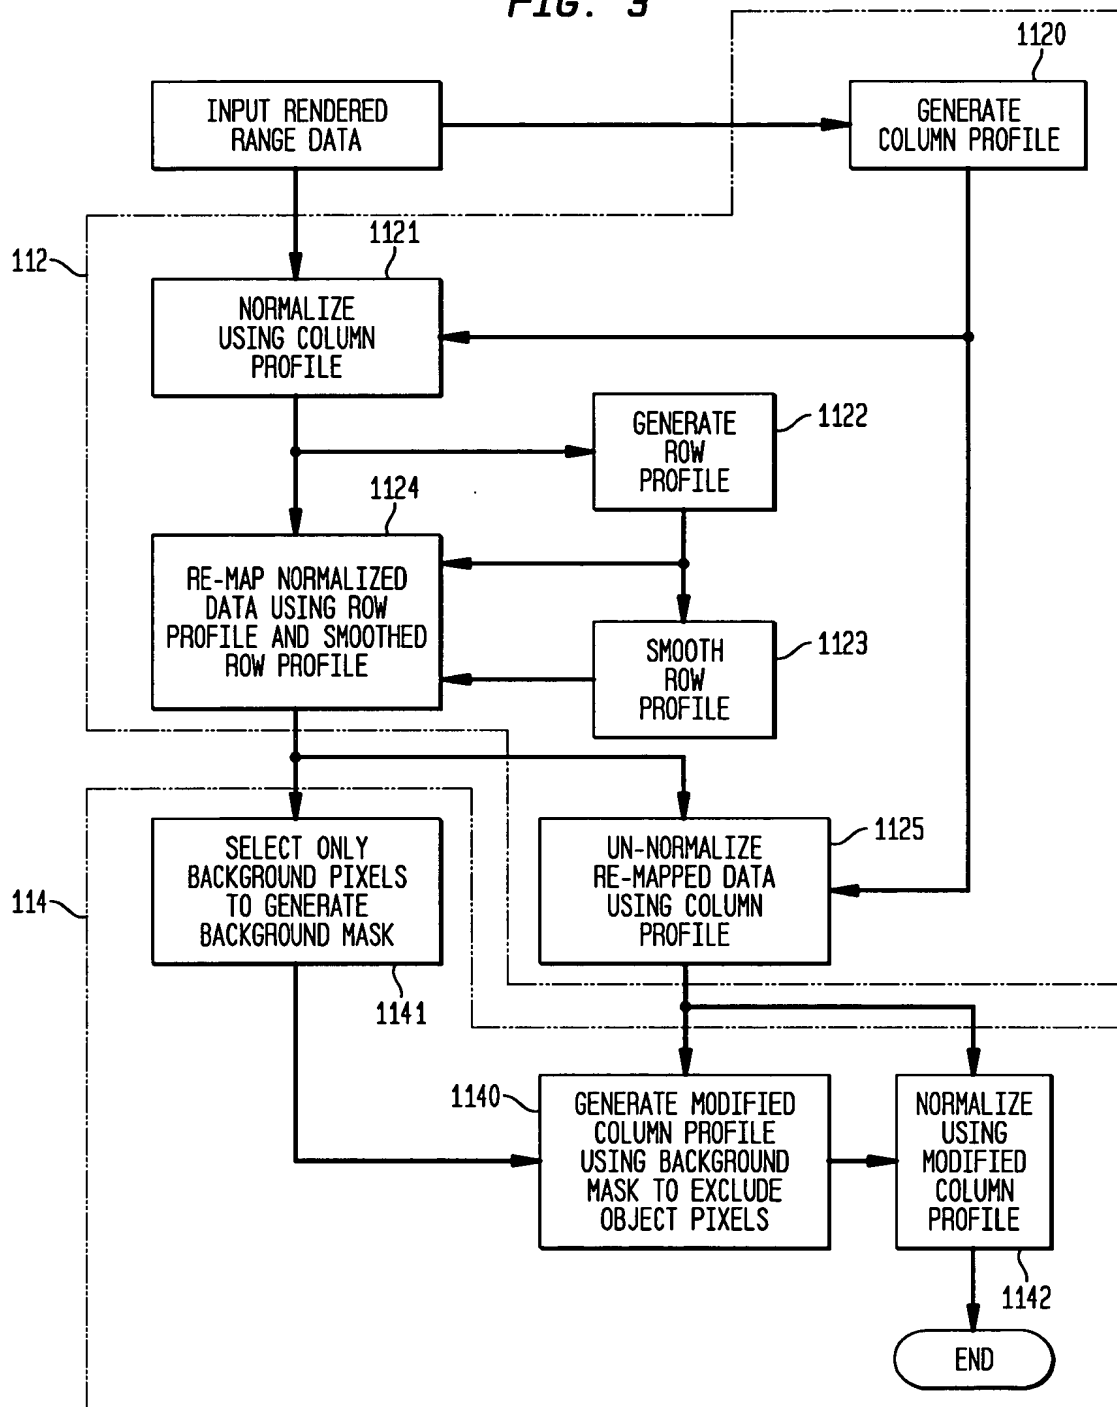 FIG. 3
1120
INPUT RENDERED
RANGE DATA
GENERATE
COLUMN PROFILE
112
1121
NORMALIZE
USING COLUMN
PROFILE
GENERATE
ROW
PROFILE
1122
1124
RE-MAP NORMALIZED
DATA USING ROW
PROFILE AND SMOOTHED
ROW PROFILE
SMOOTH
ROW
PROFILE
1123
114
SELECT ONLY
BACKGROUND PIXELS
TO GENERATE
BACKGROUND MASK
1141
UN-NORMALIZE
RE-MAPPED DATA
USING COLUMN
PROFILE
1125
1140
GENERATE MODIFIED
COLUMN PROFILE
USING BACKGROUND
MASK TO EXCLUDE
OBJECT PIXELS
NORMALIZE
USING
MODIFIED
COLUMN
PROFILE
1142
END